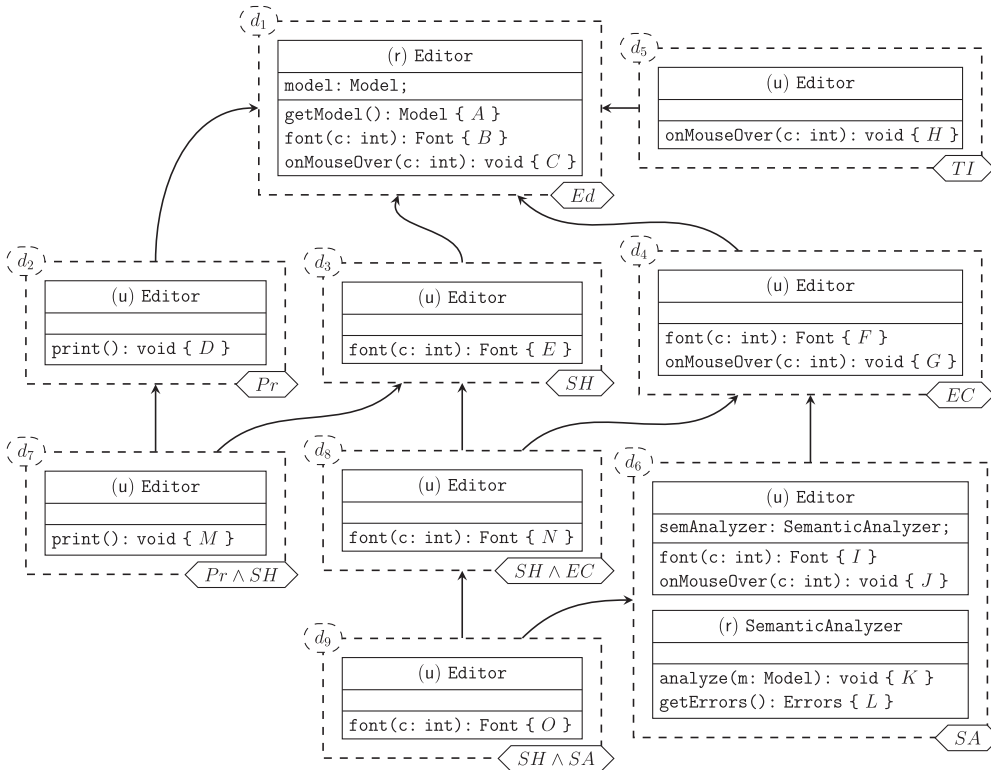 d₁
(r) Editor
model: Model;
getModel(): Model { A }
font(c: int): Font { B }
onMouseOver(c: int): void { C }
Ed
d₅
(u) Editor
onMouseOver(c: int): void { H }
TI
d₂
(u) Editor
print(): void { D }
Pr
d₃
(u) Editor
font(c: int): Font { E }
SH
d₄
(u) Editor
font(c: int): Font { F }
onMouseOver(c: int): void { G }
EC
d₇
(u) Editor
print(): void { M }
Pr ∧ SH
d₈
(u) Editor
font(c: int): Font { N }
SH ∧ EC
d₆
(u) Editor
semAnalyzer: SemanticAnalyzer;
font(c: int): Font { I }
onMouseOver(c: int): void { J }
(r) SemanticAnalyzer
analyze(m: Model): void { K }
getErrors(): Errors { L }
SA
d₉
(u) Editor
font(c: int): Font { O }
SH ∧ SA